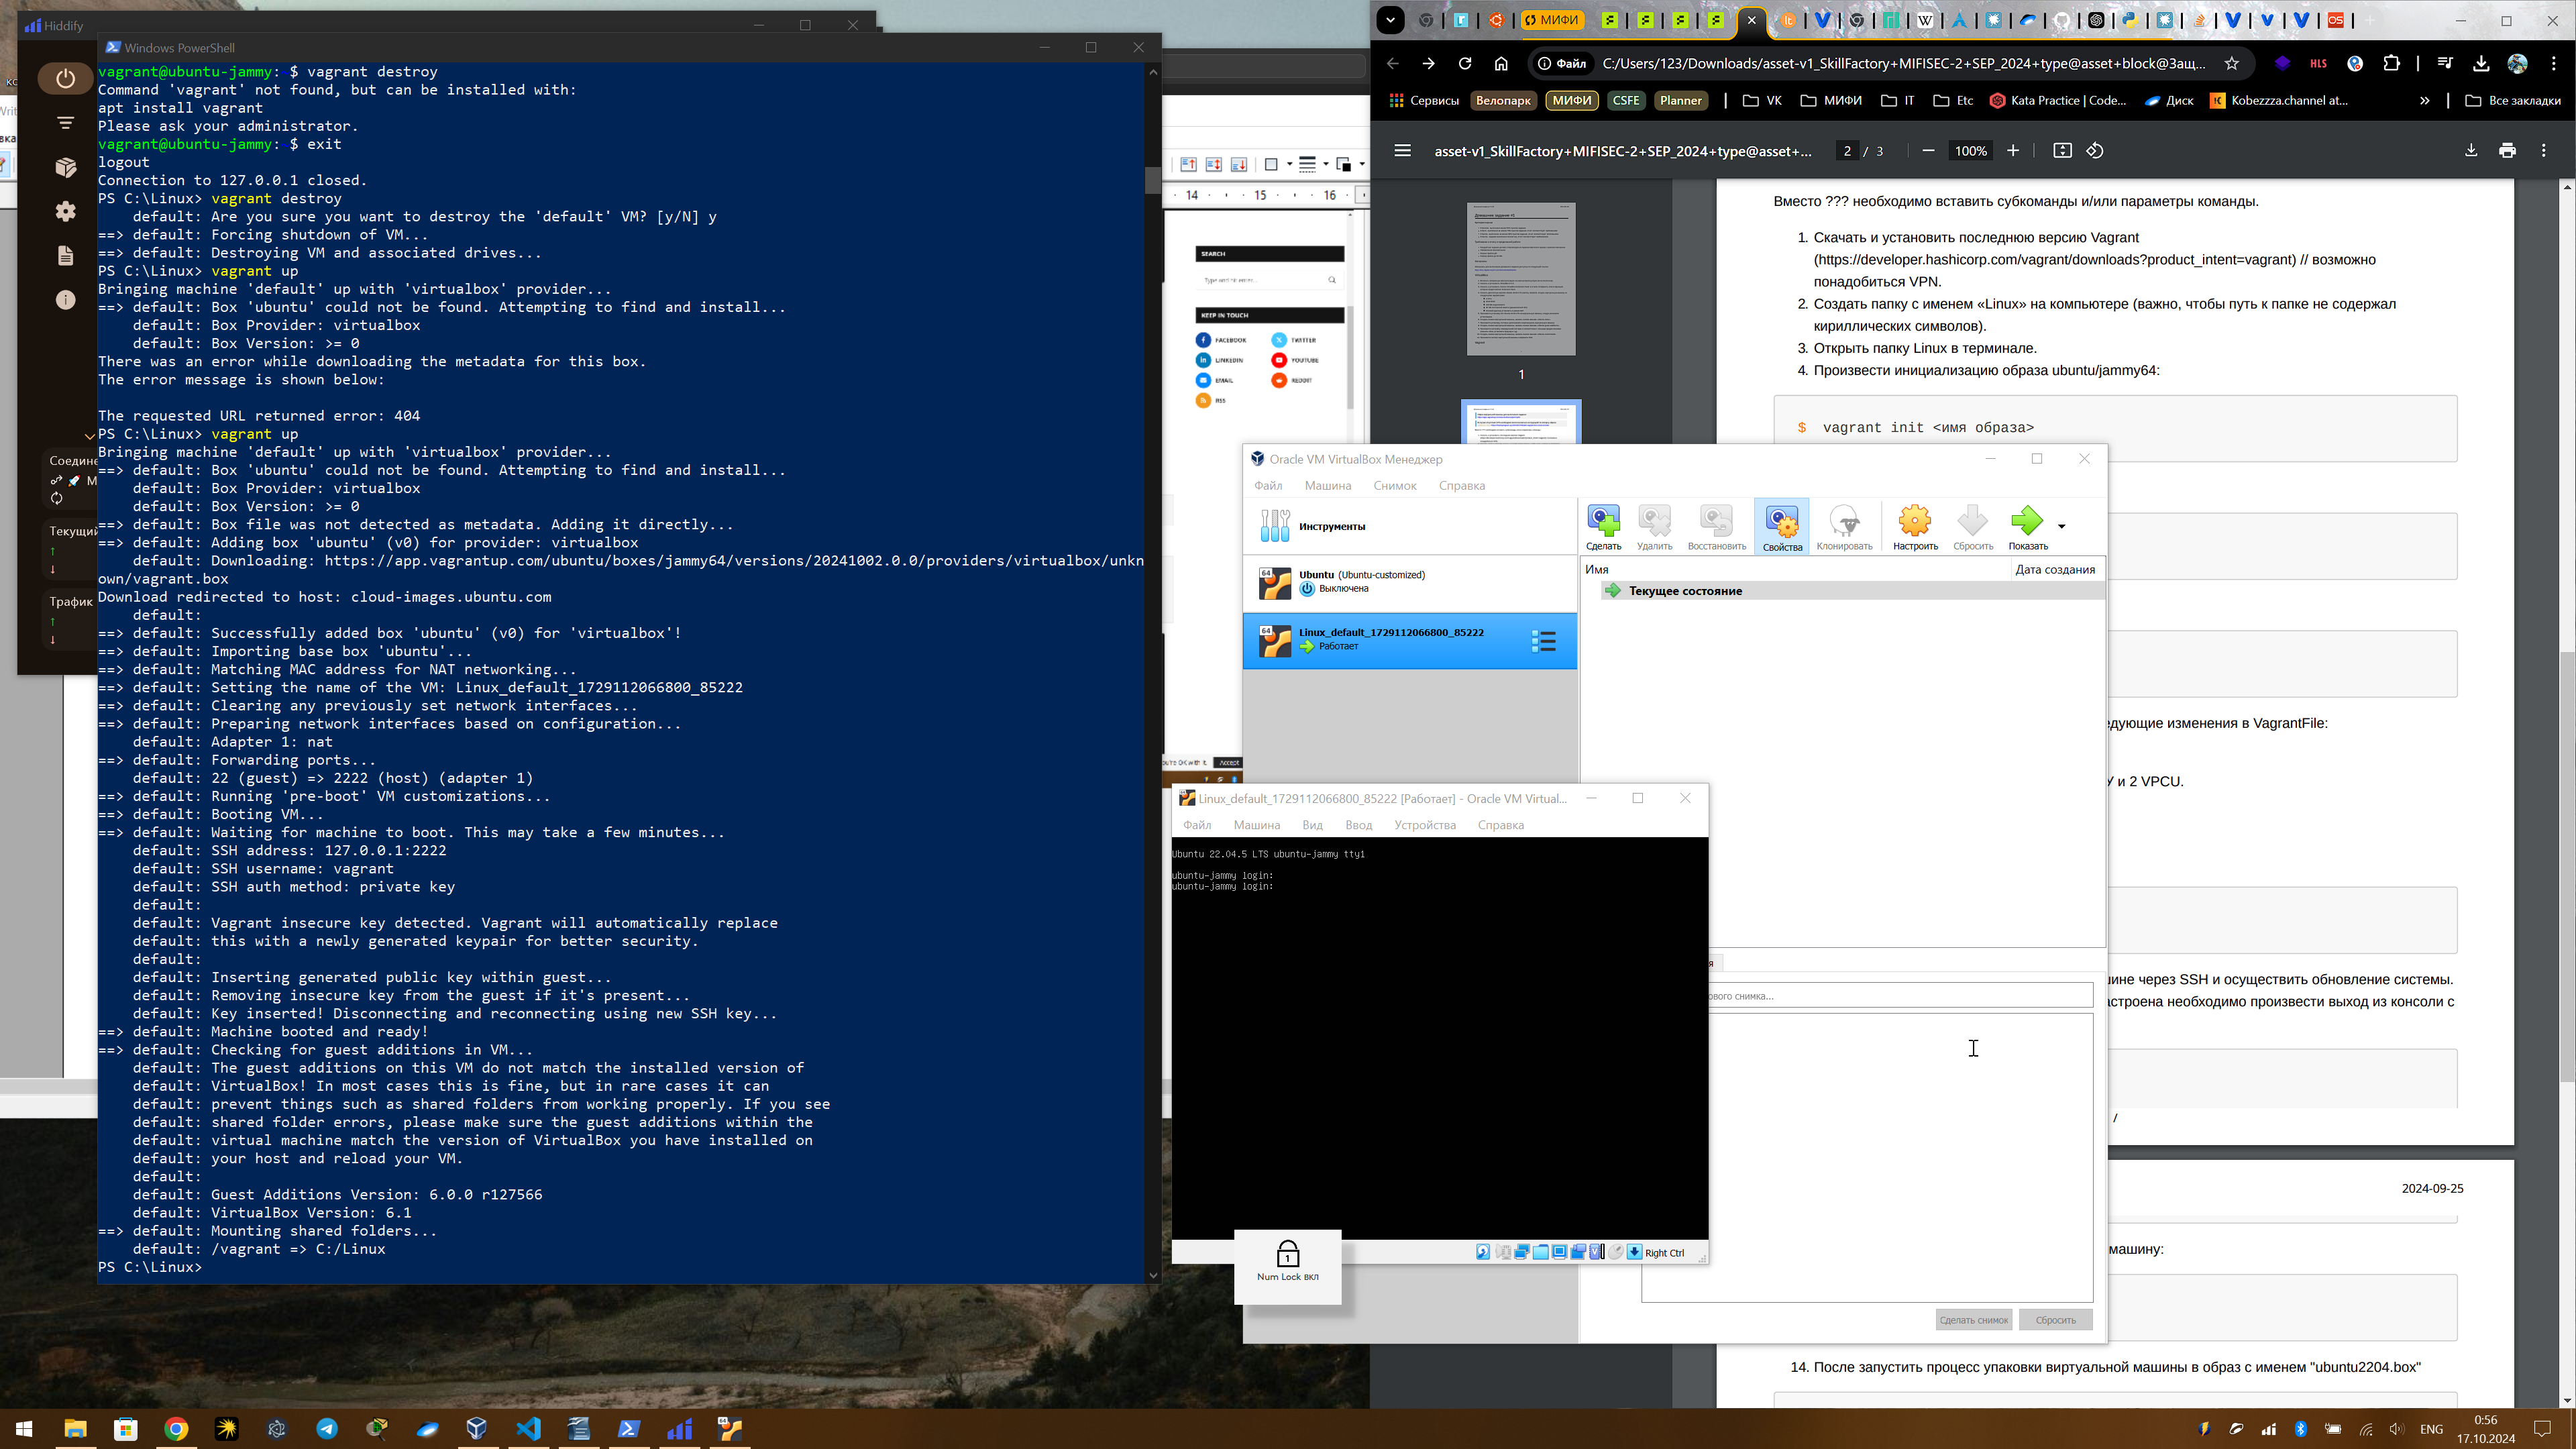 Hiddify
Windows PowerShell
vagrant@ubuntu-jammy:~$ vagrant destroy
Command 'vagrant' not found, but can be installed with:
apt install vagrant
Please ask your administrator.
vagrant@ubuntu-jammy:~$ exit
logout
Connection to 127.0.0.1 closed.
PS C:\Linux> vagrant destroy
default: Are you sure you want to destroy the 'default' VM? [y/N] y
==> default: Forcing shutdown of VM...
==> default: Destroying VM and associated drives...
PS C:\Linux> vagrant up
Bringing machine 'default' up with 'virtualbox' provider...
==> default: Box 'ubuntu' could not be found. Attempting to find and install...
default: Box Provider: virtualbox
default: Box Version: >= 0
There was an error while downloading the metadata for this box.
The error message is shown below:
The requested URL returned error: 404
PS C:\Linux> vagrant up
Bringing machine 'default' up with 'virtualbox' provider...
==> default: Box 'ubuntu' could not be found. Attempting to find and install...
default: Box Provider: virtualbox
default: Box Version: >= 0
==> default: Box file was not detected as metadata. Adding it directly...
==> default: Adding box 'ubuntu' (v0) for provider: virtualbox
default: Downloading: https://app.vagrantup.com/ubuntu/boxes/jammy64/versions/20241002.0.0/providers/virtualbox/unkn
own/vagrant.box
Download redirected to host: cloud-images.ubuntu.com
default:
==> default: Successfully added box 'ubuntu' (v0) for 'virtualbox'!
==> default: Importing base box 'ubuntu'...
==> default: Matching MAC address for NAT networking...
==> default: Setting the name of the VM: Linux_default_1729112066800_85222
==> default: Clearing any previously set network interfaces...
==> default: Preparing network interfaces based on configuration...
default: Adapter 1: nat
==> default: Forwarding ports...
default: 22 (guest) => 2222 (host) (adapter 1)
==> default: Running 'pre-boot' VM customizations...
==> default: Booting VM...
==> default: Waiting for machine to boot. This may take a few minutes...
default: SSH address: 127.0.0.1:2222
default: SSH username: vagrant
default: SSH auth method: private key
default:
default: Vagrant insecure key detected. Vagrant will automatically replace
default: this with a newly generated keypair for better security.
default:
default: Inserting generated public key within guest...
default: Removing insecure key from the guest if it's present...
default: Key inserted! Disconnecting and reconnecting using new SSH key...
==> default: Machine booted and ready!
==> default: Checking for guest additions in VM...
default: The guest additions on this VM do not match the installed version of
default: VirtualBox! In most cases this is fine, but in rare cases it can
default: prevent things such as shared folders from working properly. If you see
default: shared folder errors, please make sure the guest additions within the
default: virtual machine match the version of VirtualBox you have installed on
default: your host and reload your VM.
default:
default: Guest Additions Version: 6.0.0 r127566
default: VirtualBox Version: 6.1
==> default: Mounting shared folders...
default: /vagrant => C:/Linux
PS C:\Linux>
Соедине
М
Текущий
Трафик
14 15 16
SEARCH
Type and hit enter...
KEEP IN TOUCH
FACEBOOK TWITTER
LINKEDIN YOUTUBE
EMAIL REDDIT
RSS
Accept
МИФИ
Файл C:/Users/123/Downloads/asset-v1_SkillFactory+MIFISEC-2+SEP_2024+type@asset+block@3ащ...
Сервисы Велопарк МИФИ CSFE Planner VK МИФИ IT Etc Kata Practice | Code... Диск Kobezzza.channel at... » Все закладки
asset-v1_SkillFactory+MIFISEC-2+SEP_2024+type@asset+... 2 / 3 100%
1
Вместо ??? необходимо вставить субкоманды и/или параметры команды.
1. Скачать и установить последнюю версию Vagrant
(https://developer.hashicorp.com/vagrant/downloads?product_intent=vagrant) // возможно
понадобиться VPN.
2. Создать папку с именем «Linux» на компьютере (важно, чтобы путь к папке не содержал
кириллических символов).
3. Открыть папку Linux в терминале.
4. Произвести инициализацию образа ubuntu/jammy64:
$ vagrant init <имя образа>
едующие изменения в VagrantFile:
У и 2 VPCU.
ине через SSH и осуществить обновление системы.
астроена необходимо произвести выход из консоли с
/
2024-09-25
машину:
14. После запустить процесс упаковки виртуальной машины в образ с именем "ubuntu2204.box"
Oracle VM VirtualBox Менеджер
Файл Машина Снимок Справка
Инструменты
Сделать Удалить Восстановить Свойства Клонировать Настроить Сбросить Показать
Имя Дата создания
Текущее состояние
Ubuntu (Ubuntu-customized)
Выключена
Linux_default_1729112066800_85222
Работает
я
ового снимка...
Сделать снимок Сбросить
Linux_default_1729112066800_85222 [Работает] - Oracle VM Virtual...
Файл Машина Вид Ввод Устройства Справка
Ubuntu 22.04.5 LTS ubuntu-jammy tty1
ubuntu-jammy login:
ubuntu-jammy login:
Right Ctrl
1
Num Lock вкл
ENG
0:56
17.10.2024